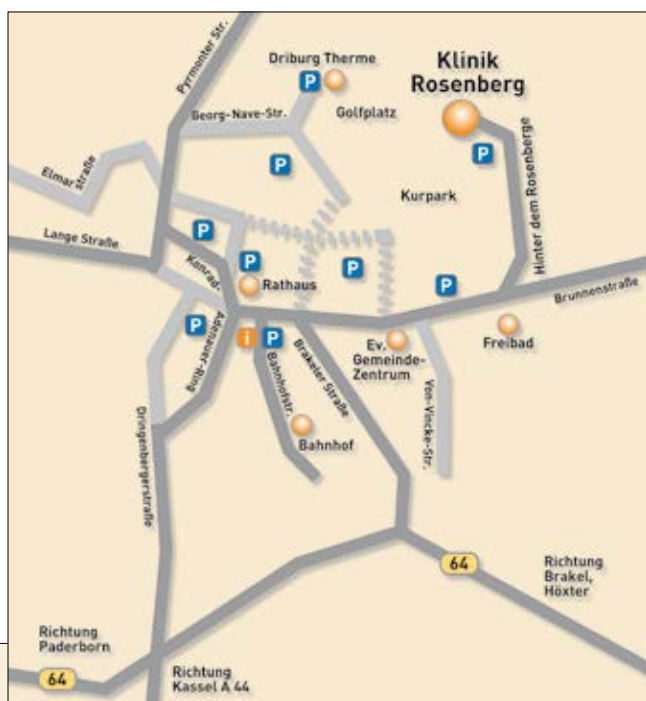 Pyrmonter Str.
Driburg Therme
P
Klinik
Rosenberg
Georg-Nave-Str.
Golfplatz
P
P
Elmar
straße
Kurpark
Hinter dem Rosenberge
Lange Straße
P
Konrad-
P
P
Rathaus
P
Brunnenstraße
P
Adenauer-Ring
i
P
Bahnhofstr.
Brakeler Straße
Ev.
Gemeinde-
Zentrum
Freibad
Von-Vincke-Str.
Bahnhof
Dringenbergerstraße
64
Richtung
Brakel,
Höxter
Richtung
Paderborn
64
Richtung
Kassel A 44